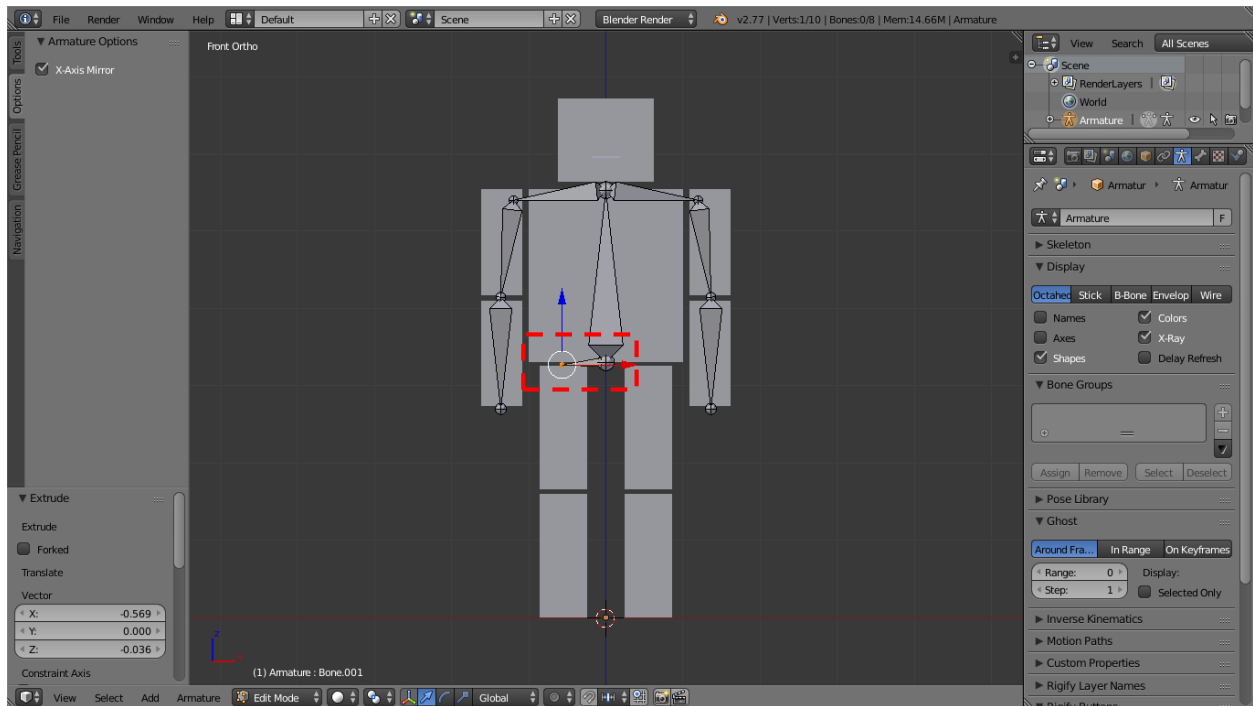 File Render Window Help Default Scene Blender Render v2.77 | Verts:1/10 | Bones:0/8 | Mem:14.66M | Armature
Tools
Options
Grease Pencil
Navigation
Armature Options
X-Axis Mirror
Front Ortho
(1) Armature : Bone.001
Extrude
Extrude
Forked
Translate
Vector
X: -0.569
Y: 0.000
Z: -0.036
Constraint Axis
View Select Add Armature Edit Mode Global
View Search All Scenes
Scene
RenderLayers |
World
Armature |
Armatur Armatur
Armature F
Skeleton
Display
Octahed Stick B-Bone Envelop Wire
Names Colors
Axes X-Ray
Shapes Delay Refresh
Bone Groups
Assign Remove Select Deselect
Pose Library
Ghost
Around Fra... In Range On Keyframes
Range: 0 Display:
Step: 1 Selected Only
Inverse Kinematics
Motion Paths
Custom Properties
Rigify Layer Names
z